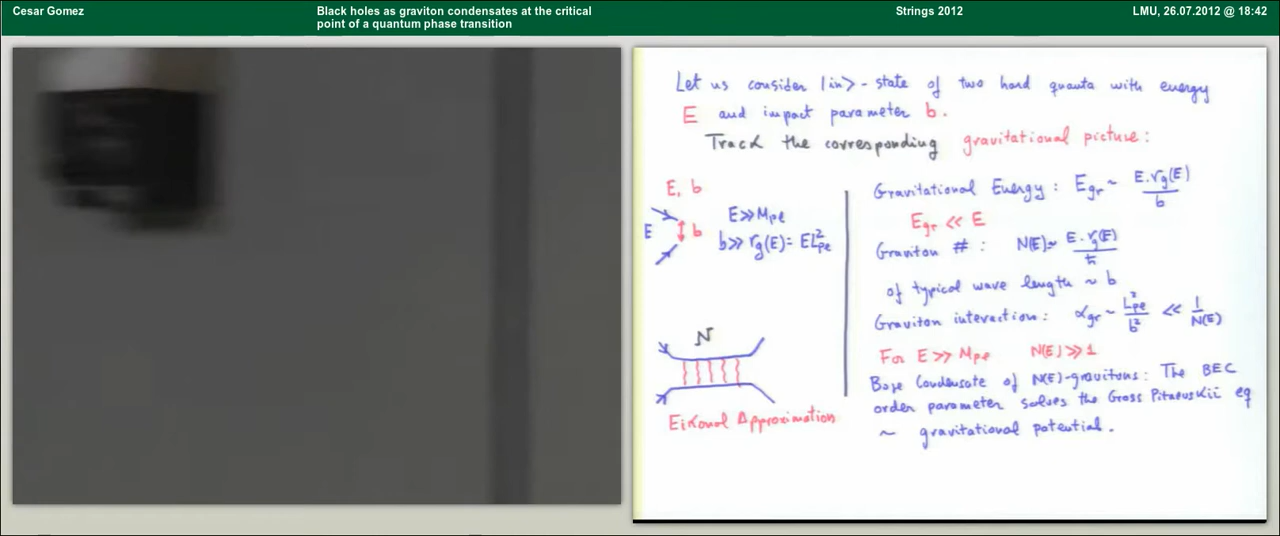 Cesar Gomez
Black holes as graviton condensates at the critical
point of a quantum phase transition
Strings 2012
LMU, 26.07.2012 @ 18:42
Let us consider |in>-state of two hard quanta with energy
E and impact parameter b.
Track the corresponding gravitational picture:
E, b
E
b
E>>Mpe
b>> rg(E)= EL²pe
N
Eikonal Approximation
Gravitational Energy: Egr ~ E.rg(E)/b
Egr << E
Graviton #: N(E)~ E.rg(E)/ħ
of typical wave length ~ b
Graviton interaction: αgr ~ L²pe/b² << 1/N(E)
For E >> Mpe N(E)>>1
Bose Condensate of N(E)-gravitons: The BEC
order parameter solves the Gross Pitaevskii eq
~ gravitational potential.